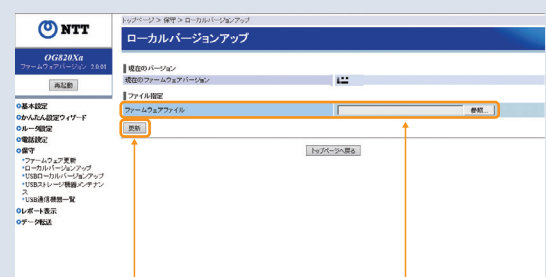 NTT
OG820Xa
ファームウェアバージョン 2.0.01
再起動
基本設定
かんたん設定ウィザード
ルータ設定
電話設定
保守
・ファームウェア更新
・ローカルバージョンアップ
・USBローカルバージョンアップ
・USBストレージ機器メンテナン
ス
・USB通信機器一覧
レポート表示
データ転送
トップページ > 保守 > ローカルバージョンアップ
ローカルバージョンアップ
現在のバージョン
現在のファームウェアバージョン
ファイル指定
ファームウェアファイル
参照...
更新
トップページへ戻る